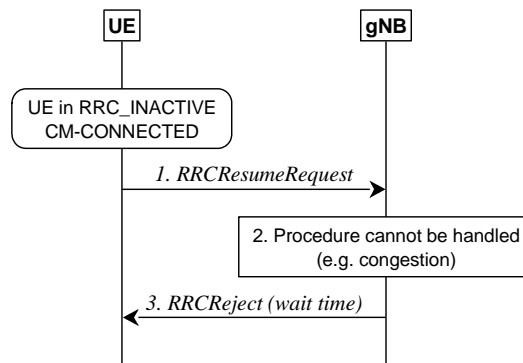 UE
gNB
UE in RRC_INACTIVE
CM-CONNECTED
1. RRCResumeRequest
2. Procedure cannot be handled
(e.g. congestion)
3. RRCReject (wait time)